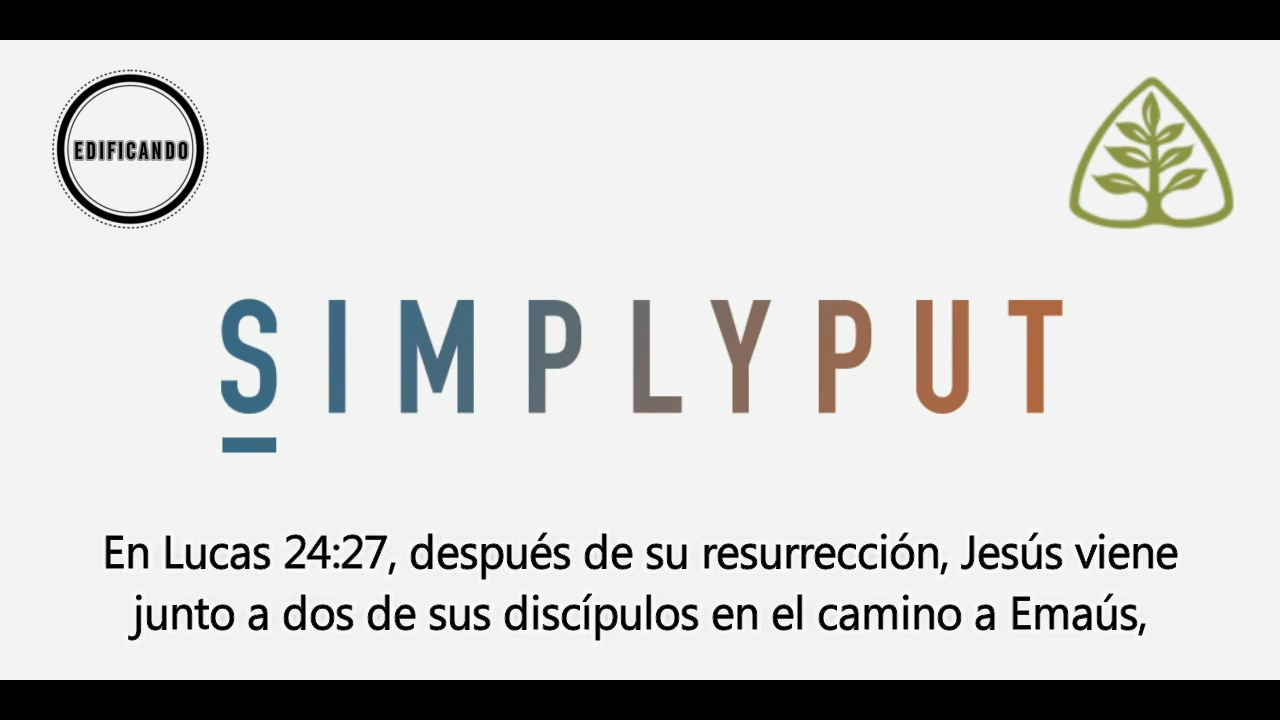 EDIFICANDO
SIMPLYPUT
En Lucas 24:27, después de su resurrección, Jesús viene
junto a dos de sus discípulos en el camino a Emaús,